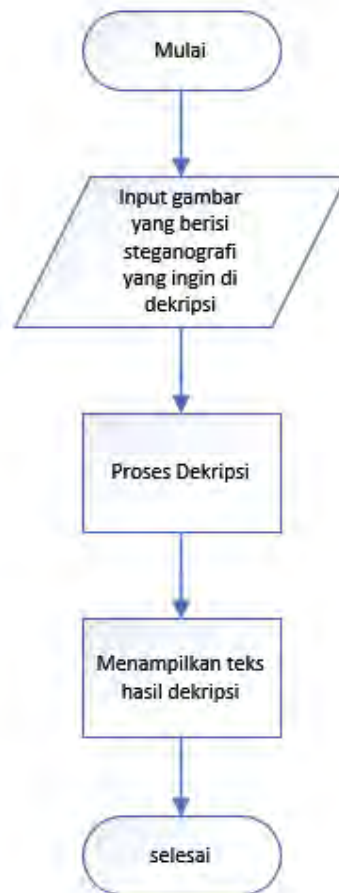 Mulai
Input gambar
yang berisi
steganografi
yang ingin di
dekripsi
Proses Dekripsi
Menampilkan teks
hasil dekripsi
selesai